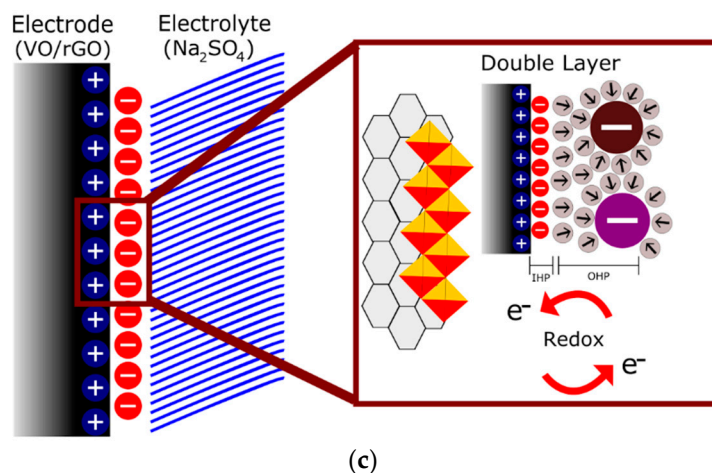 Electrode
(VO/rGO)
Electrolyte
(Na₂SO₄)
Double Layer
IHP
OHP
e-
Redox
e-
(c)